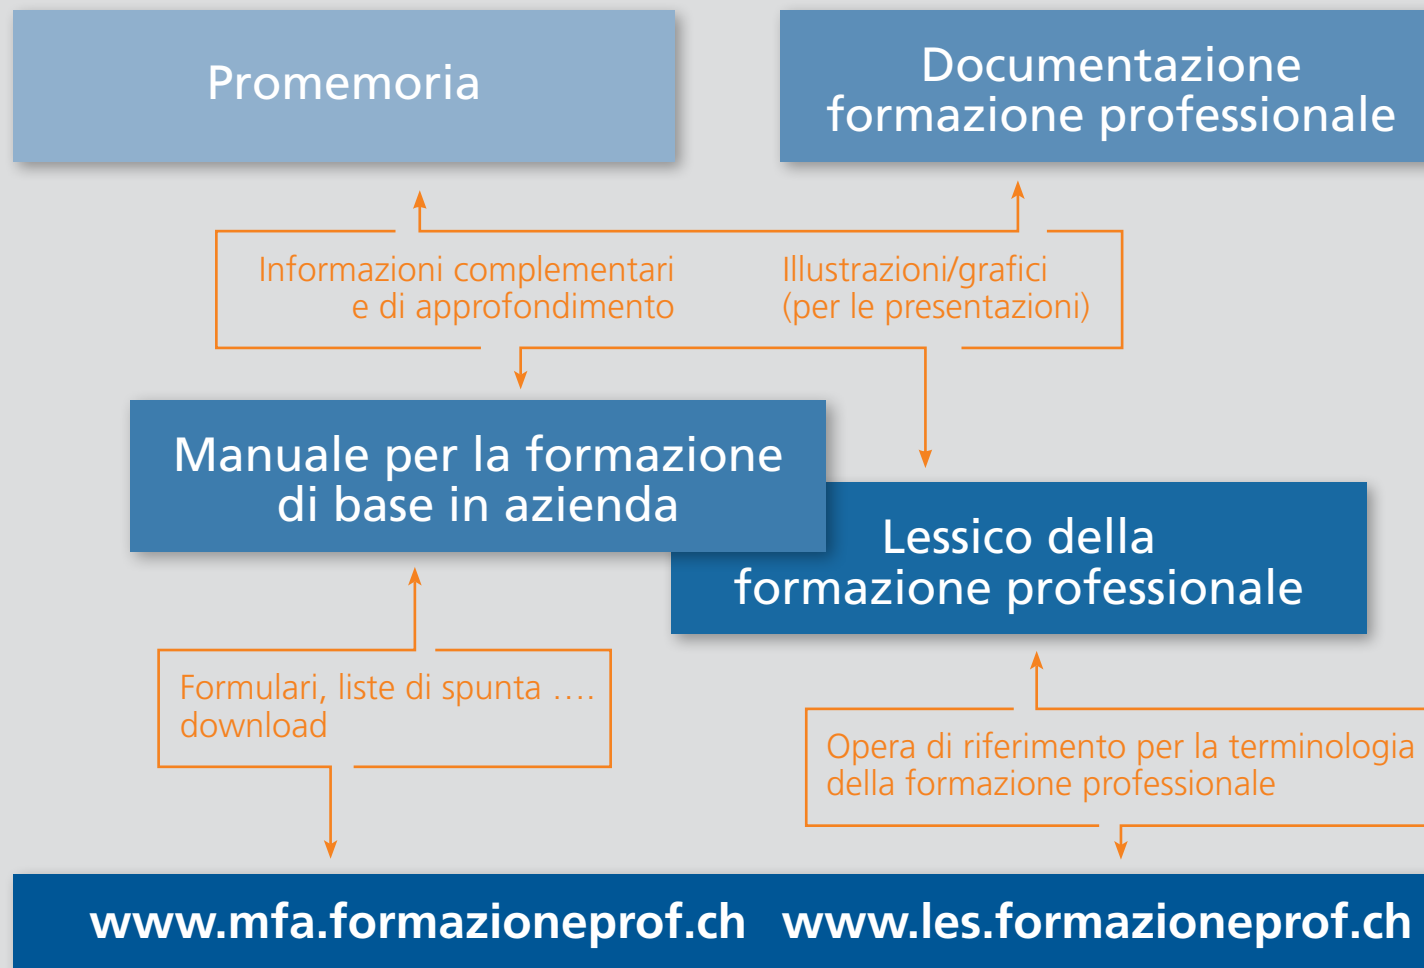 Promemoria
Documentazione
formazione professionale
Informazioni complementari
e di approfondimento
Illustrazioni/grafici
(per le presentazioni)
Manuale per la formazione
di base in azienda
Lessico della
formazione professionale
Formulari, liste di spunta ….
download
Opera di riferimento per la terminologia
della formazione professionale
www.mfa.formazioneprof.ch www.les.formazioneprof.ch